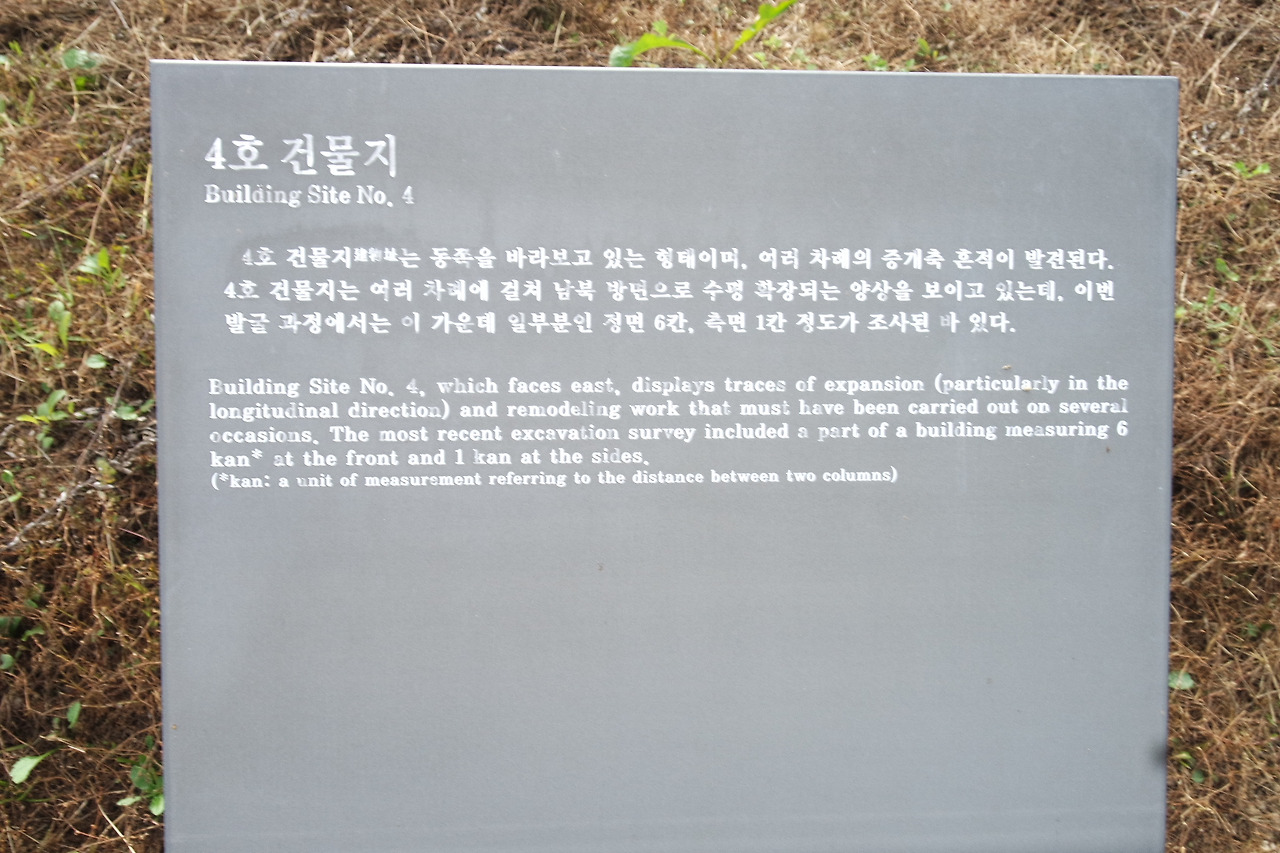 4호 건물지
Building Site No. 4
4호 건물지建物址는 동쪽을 바라보고 있는 형태이며, 여러 차례의 증개축 흔적이 발견된다.
4호 건물지는 여러 차례에 걸쳐 남북 방면으로 수평 확장되는 양상을 보이고 있는데, 이번
발굴 과정에서는 이 가운데 일부분인 정면 6칸, 측면 1칸 정도가 조사된 바 있다.
Building Site No. 4, which faces east, displays traces of expansion (particularly in the
longitudinal direction) and remodeling work that must have been carried out on several
occasions. The most recent excavation survey included a part of a building measuring 6
kan* at the front and 1 kan at the sides.
(*kan: a unit of measurement referring to the distance between two columns)